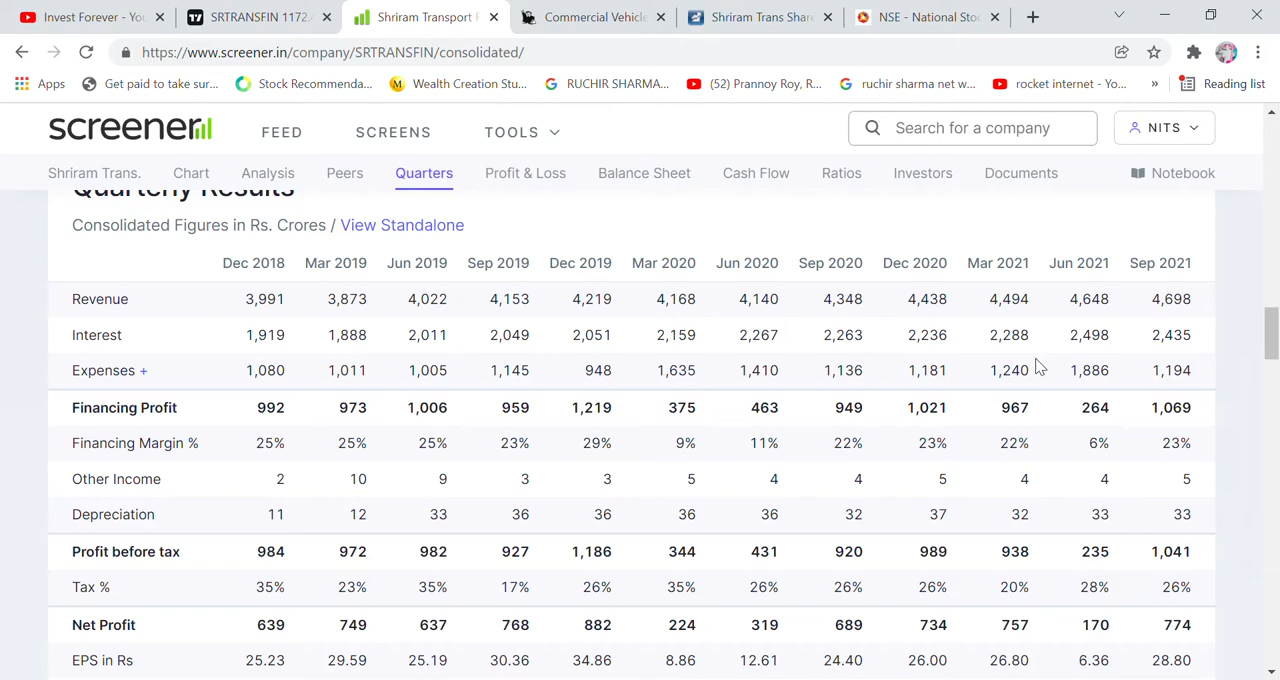 Invest Forever - Yo
SRTRANSFIN 1172.
Shriram Transport F
Commercial Vehicle
Shriram Trans Share
NSE - National Stoc
https://www.screener.in/company/SRTRANSFIN/consolidated/
Apps
Get paid to take sur...
Stock Recommenda...
M Wealth Creation Stu...
RUCHIR SHARMA...
(52) Prannoy Roy, R...
ruchir sharma net w...
rocket internet - Yo...
»
Reading list
screener
FEED SCREENS TOOLS
Search for a company
NITS
Shriram Trans. Chart Analysis Peers Quarters Profit & Loss Balance Sheet Cash Flow Ratios Investors Documents Notebook
Quarterly Results
Consolidated Figures in Rs. Crores / View Standalone
Dec 2018 Mar 2019 Jun 2019 Sep 2019 Dec 2019 Mar 2020 Jun 2020 Sep 2020 Dec 2020 Mar 2021 Jun 2021 Sep 2021
Revenue 3,991 3,873 4,022 4,153 4,219 4,168 4,140 4,348 4,438 4,494 4,648 4,698
Interest 1,919 1,888 2,011 2,049 2,051 2,159 2,267 2,263 2,236 2,288 2,498 2,435
Expenses + 1,080 1,011 1,005 1,145 948 1,635 1,410 1,136 1,181 1,240 1,886 1,194
Financing Profit 992 973 1,006 959 1,219 375 463 949 1,021 967 264 1,069
Financing Margin % 25% 25% 25% 23% 29% 9% 11% 22% 23% 22% 6% 23%
Other Income 2 10 9 3 3 5 4 4 5 4 4 5
Depreciation 11 12 33 36 36 36 36 32 37 32 33 33
Profit before tax 984 972 982 927 1,186 344 431 920 989 938 235 1,041
Tax % 35% 23% 35% 17% 26% 35% 26% 26% 26% 20% 28% 26%
Net Profit 639 749 637 768 882 224 319 689 734 757 170 774
EPS in Rs 25.23 29.59 25.19 30.36 34.86 8.86 12.61 24.40 26.00 26.80 6.36 28.80